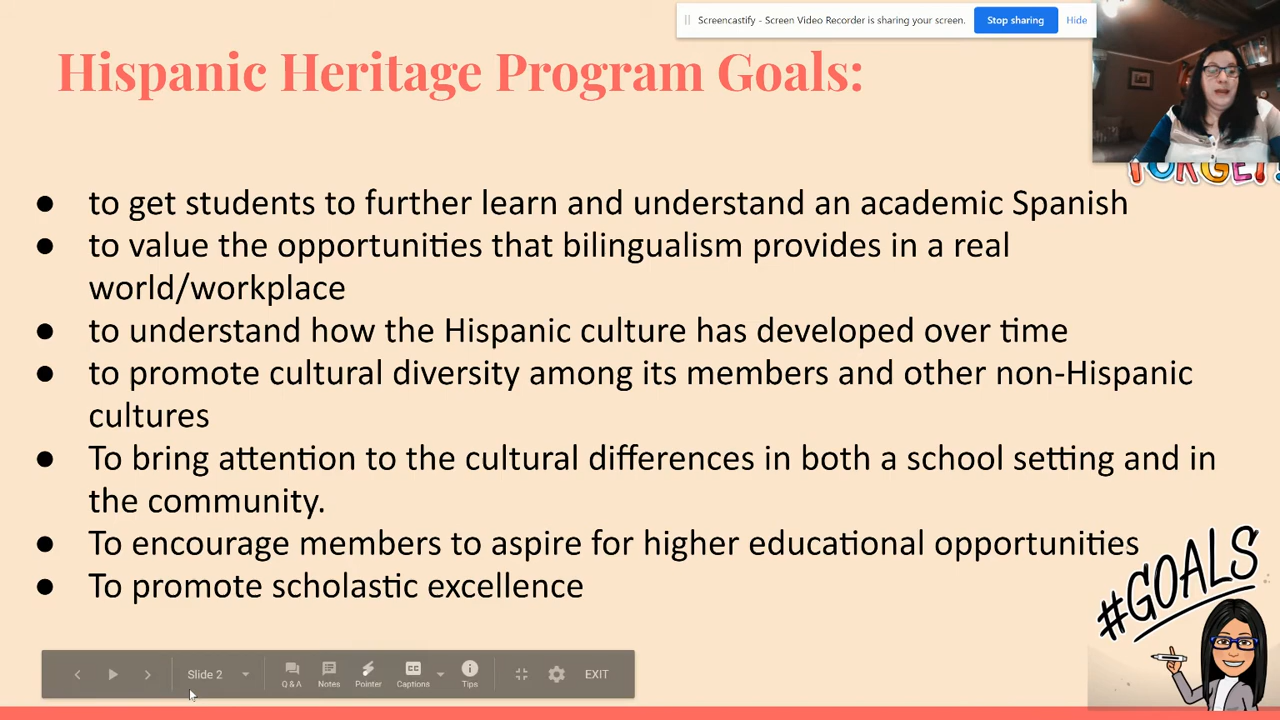 Screencastify - Screen Video Recorder is sharing your screen. Stop sharing Hide
Hispanic Heritage Program Goals:
FORGET!
● to get students to further learn and understand an academic Spanish
● to value the opportunities that bilingualism provides in a real
world/workplace
● to understand how the Hispanic culture has developed over time
● to promote cultural diversity among its members and other non-Hispanic
cultures
● To bring attention to the cultural differences in both a school setting and in
the community.
● To encourage members to aspire for higher educational opportunities
● To promote scholastic excellence
#GOALS
Slide 2 Q & A Notes Pointer CC Captions Tips EXIT